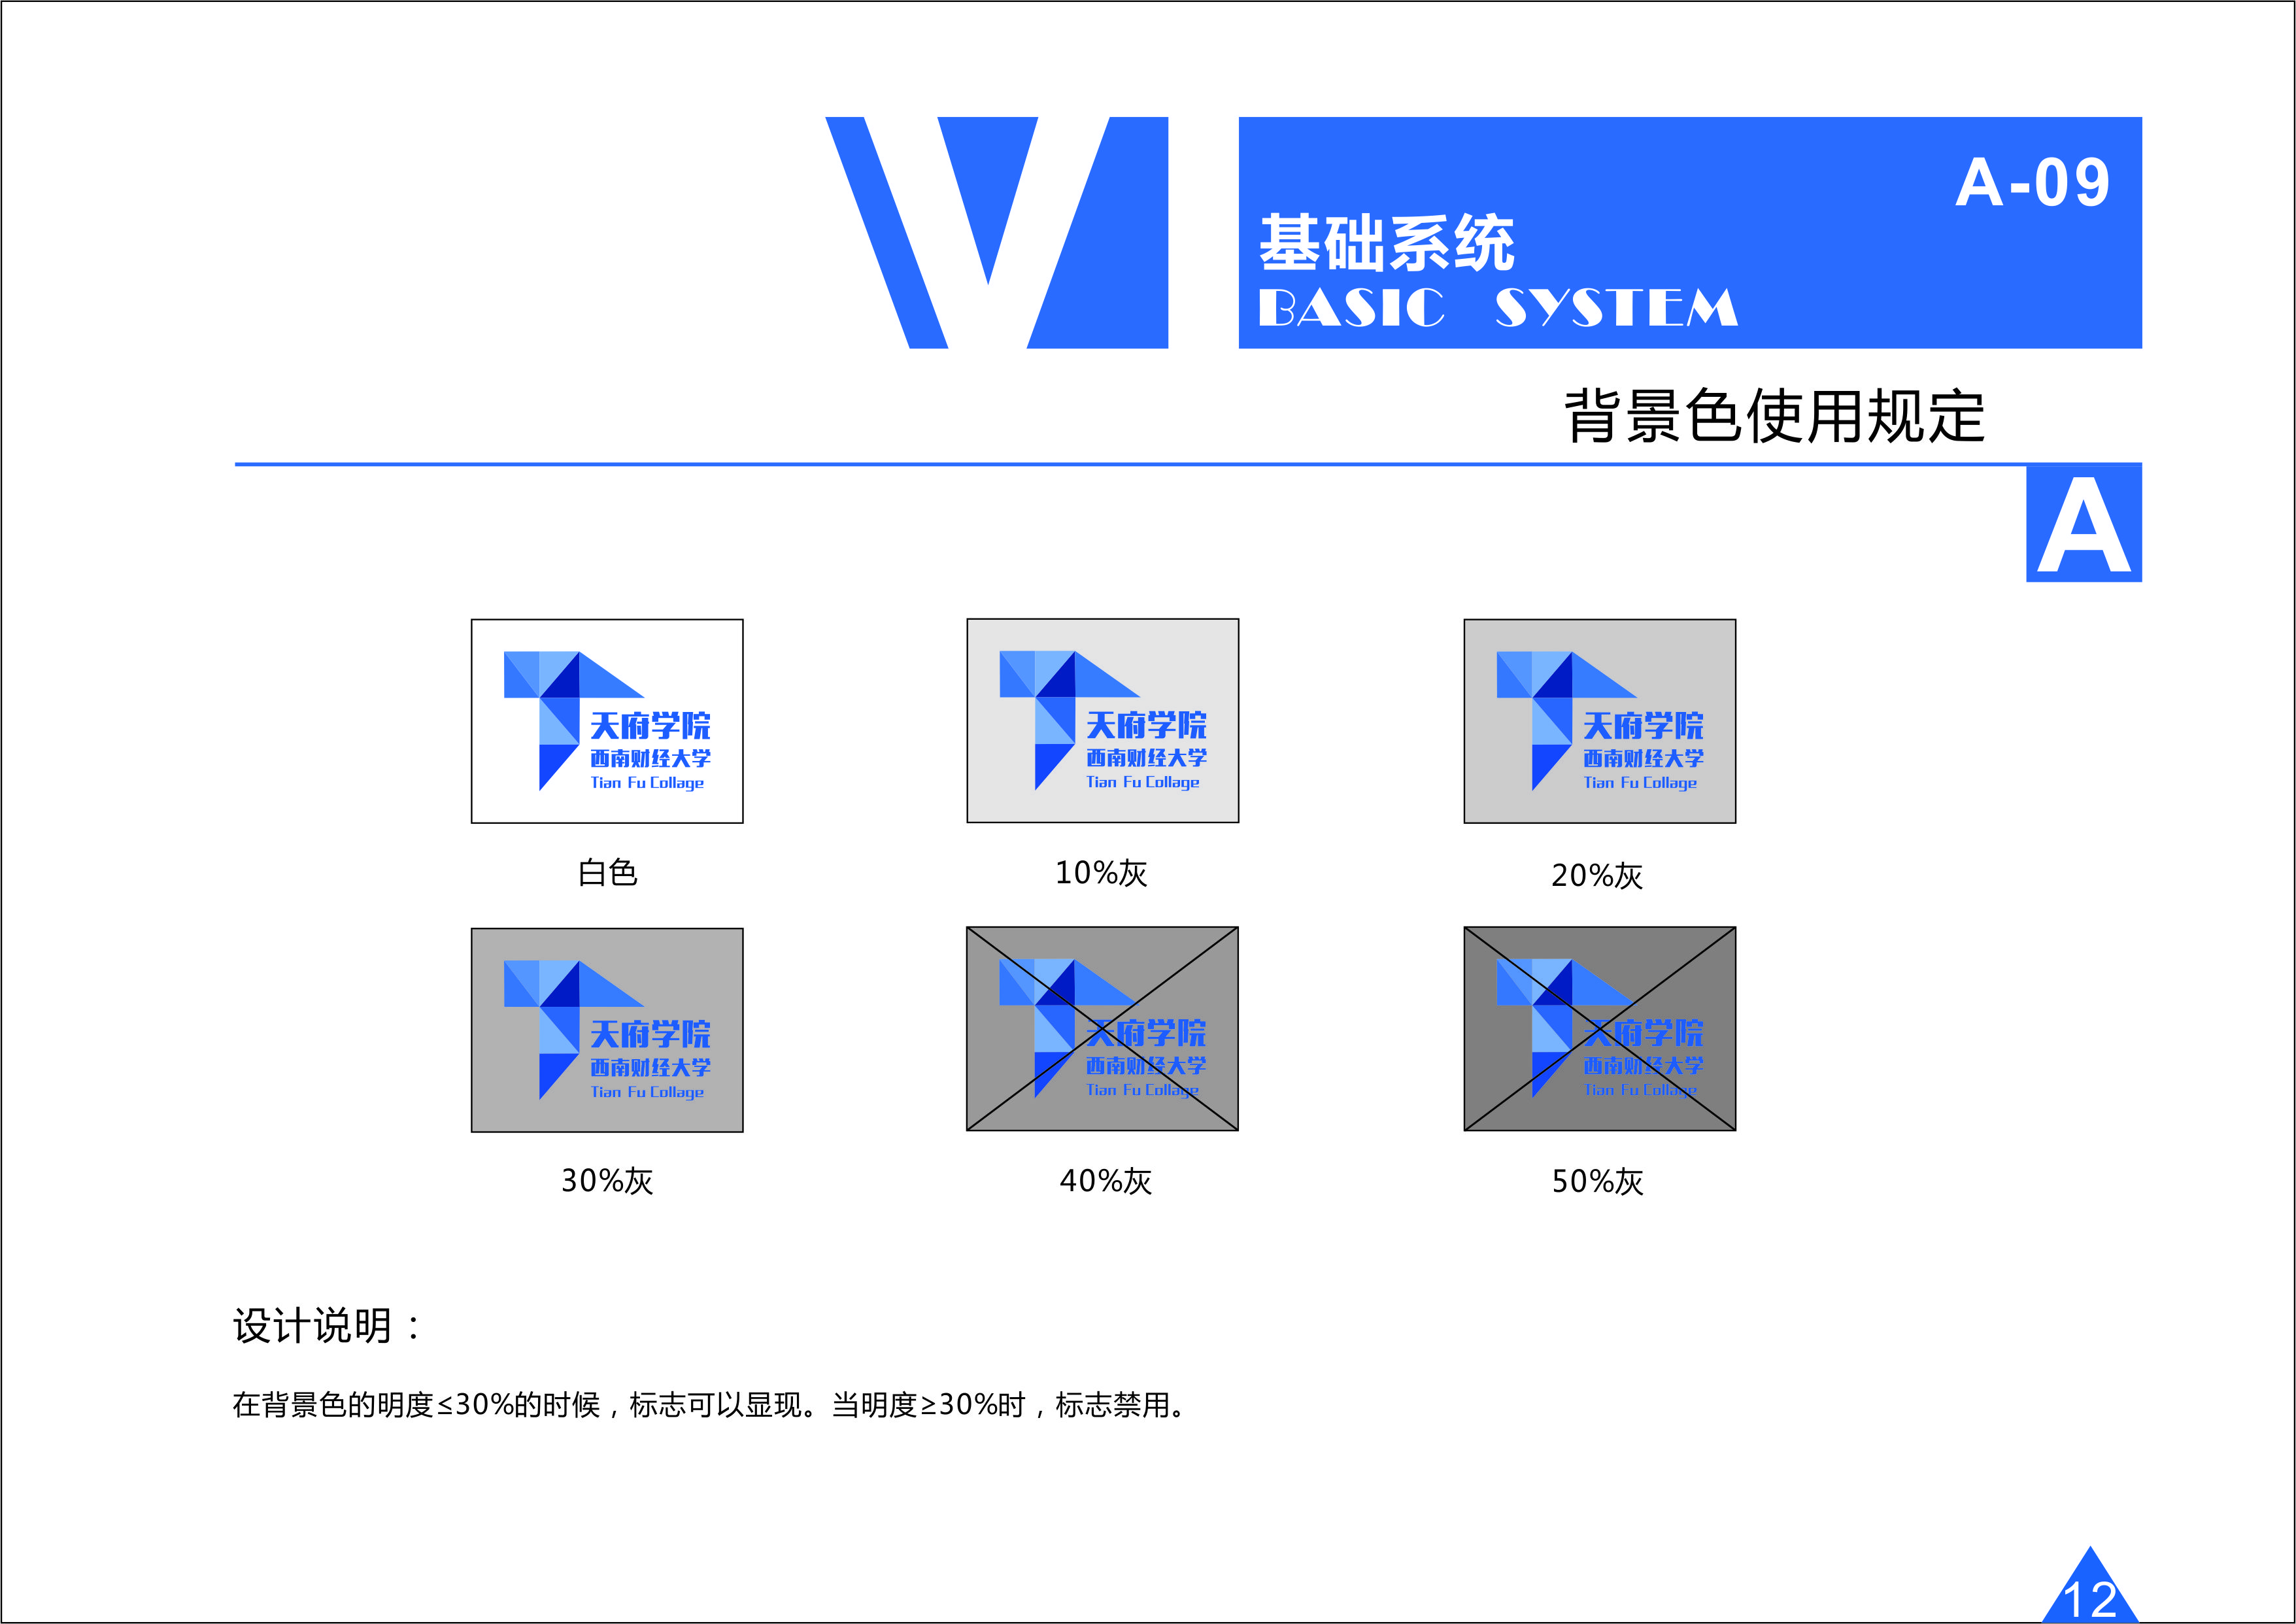 VI
A-09
基础系统
BASIC SYSTEM
背景色使用规定
A
天府学院
西南财经大学
Tian Fu Collage
天府学院
西南财经大学
Tian Fu Collage
天府学院
西南财经大学
Tian Fu Collage
白色
10%灰
20%灰
天府学院
西南财经大学
Tian Fu Collage
天府学院
西南财经大学
Tian Fu Collage
天府学院
西南财经大学
Tian Fu Collage
30%灰
40%灰
50%灰
设计说明：
在背景色的明度≤30%的时候，标志可以显现。当明度≥30%时，标志禁用。
12